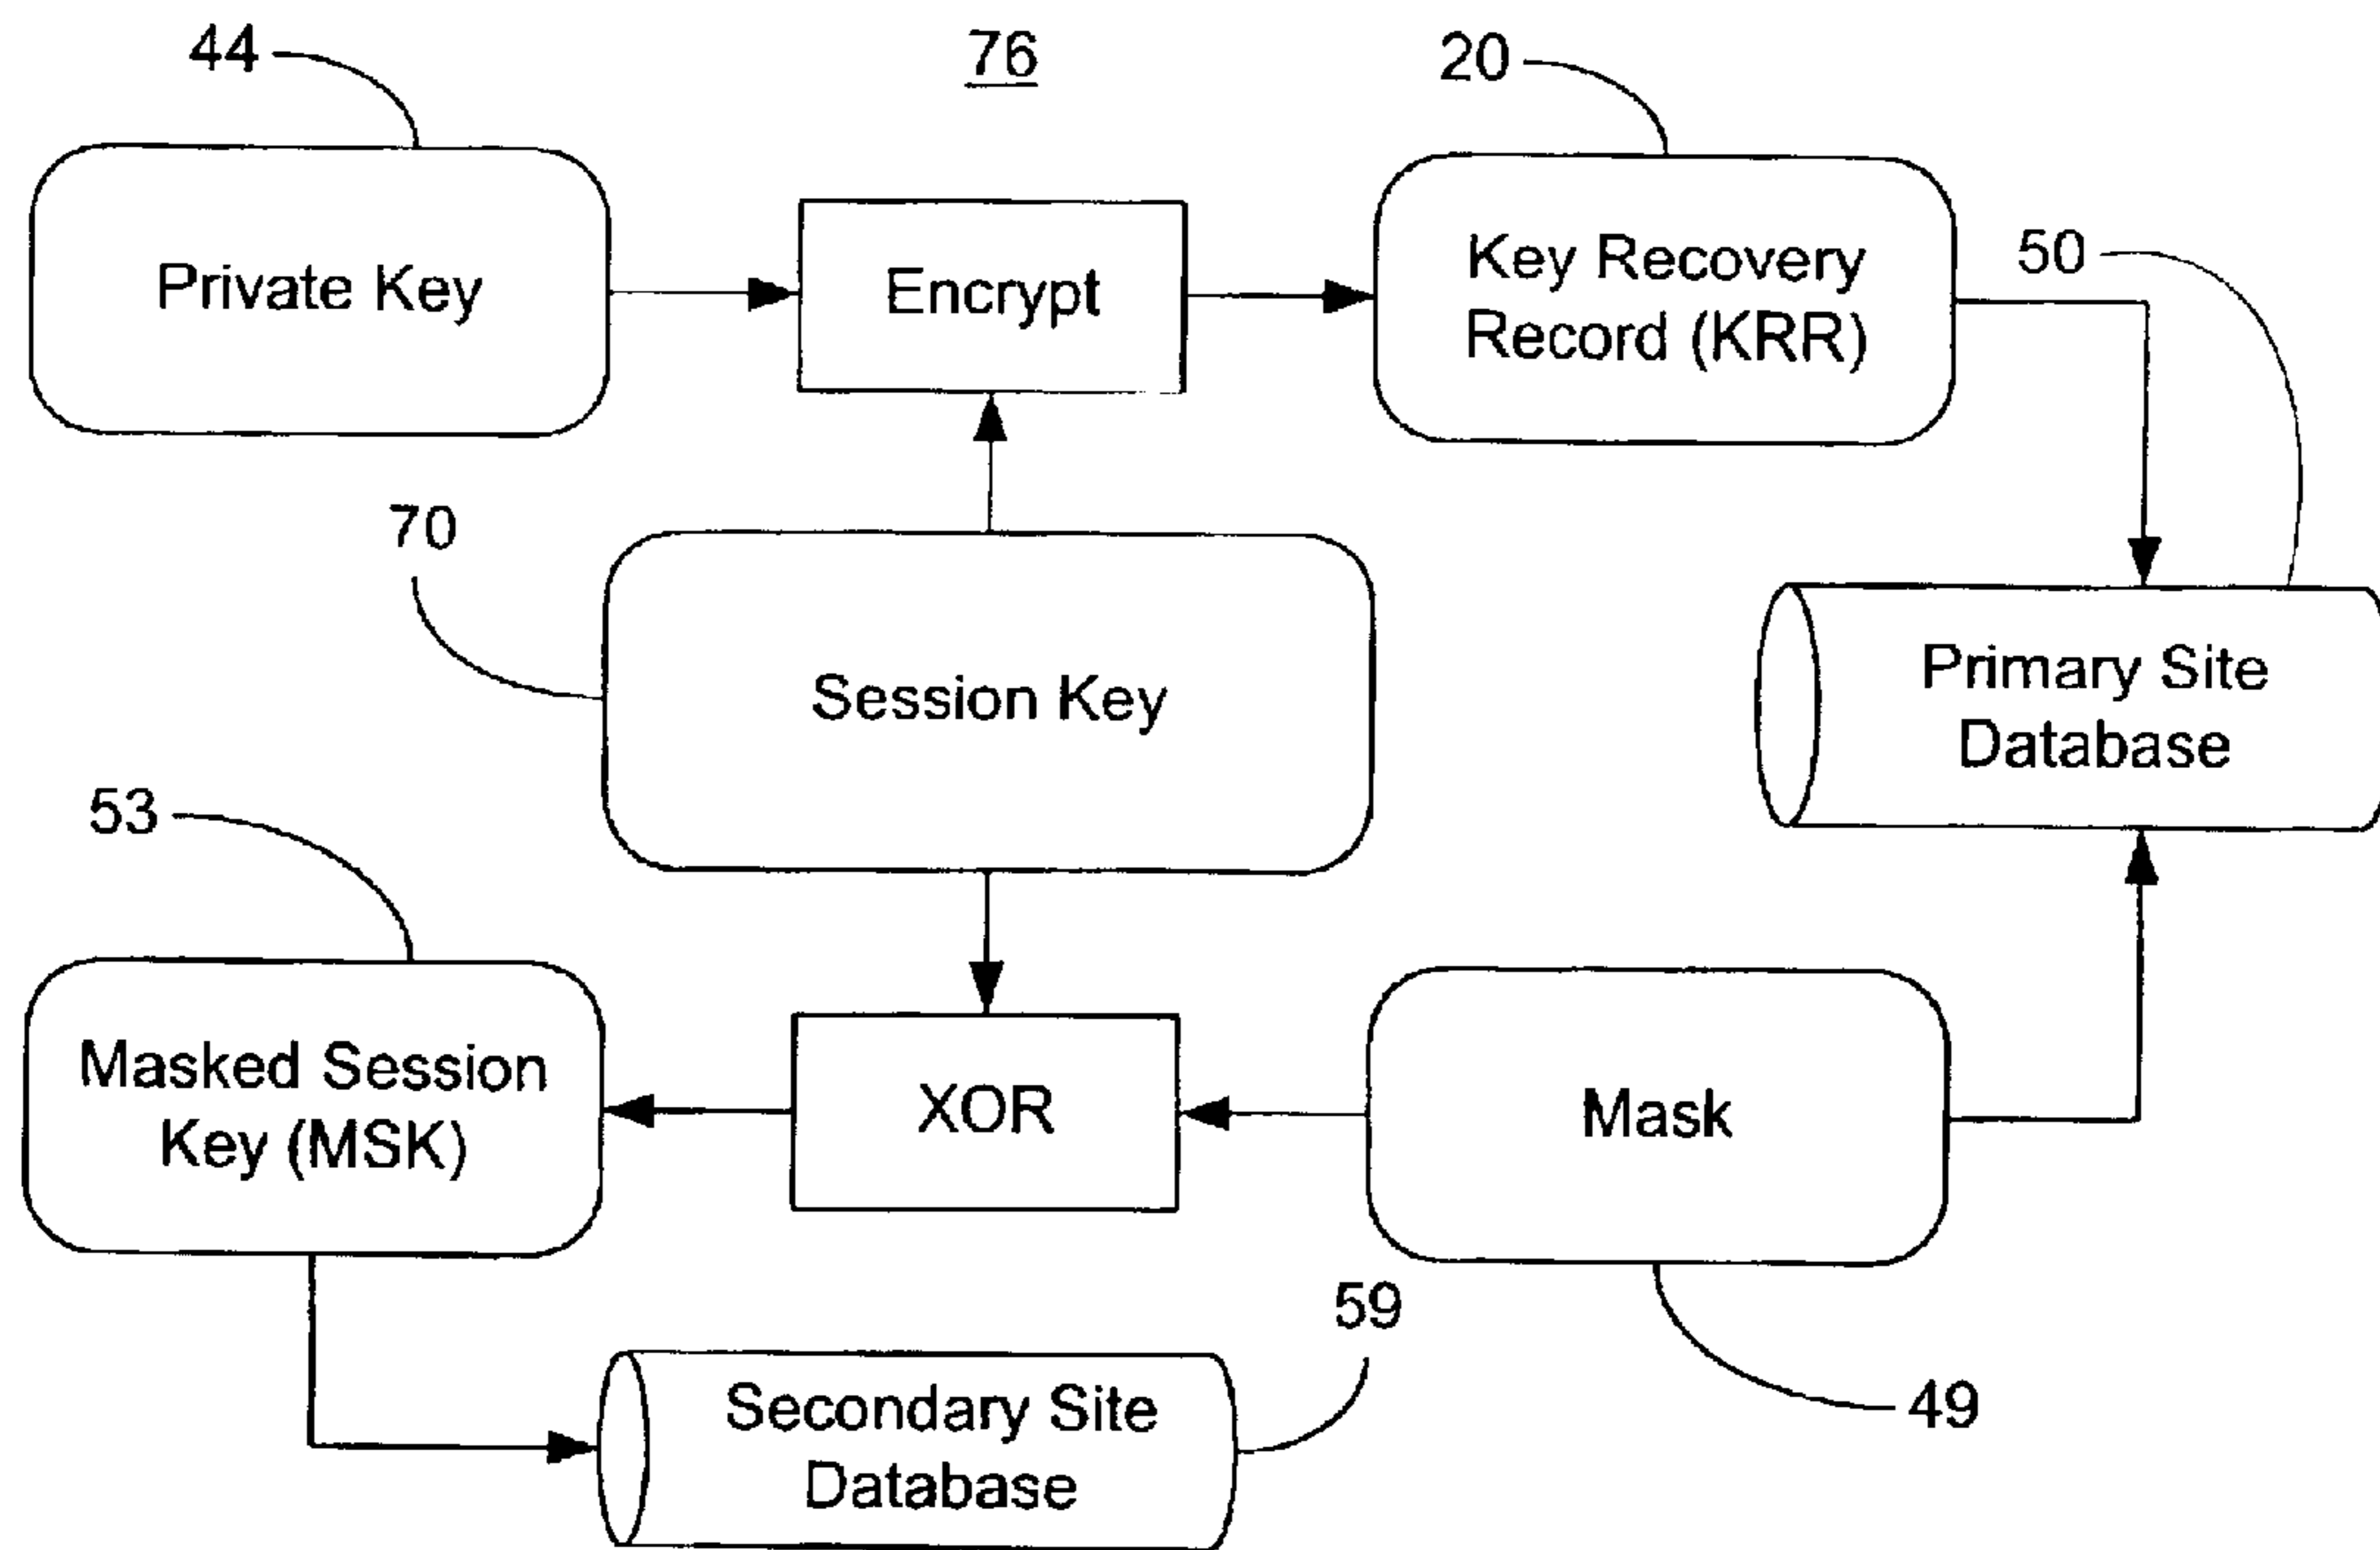 44
76
20
Private Key
Encrypt
Key Recovery
Record (KRR)
50
70
Session Key
Primary Site
Database
53
Masked Session
Key (MSK)
XOR
Mask
59
Secondary Site
Database
49